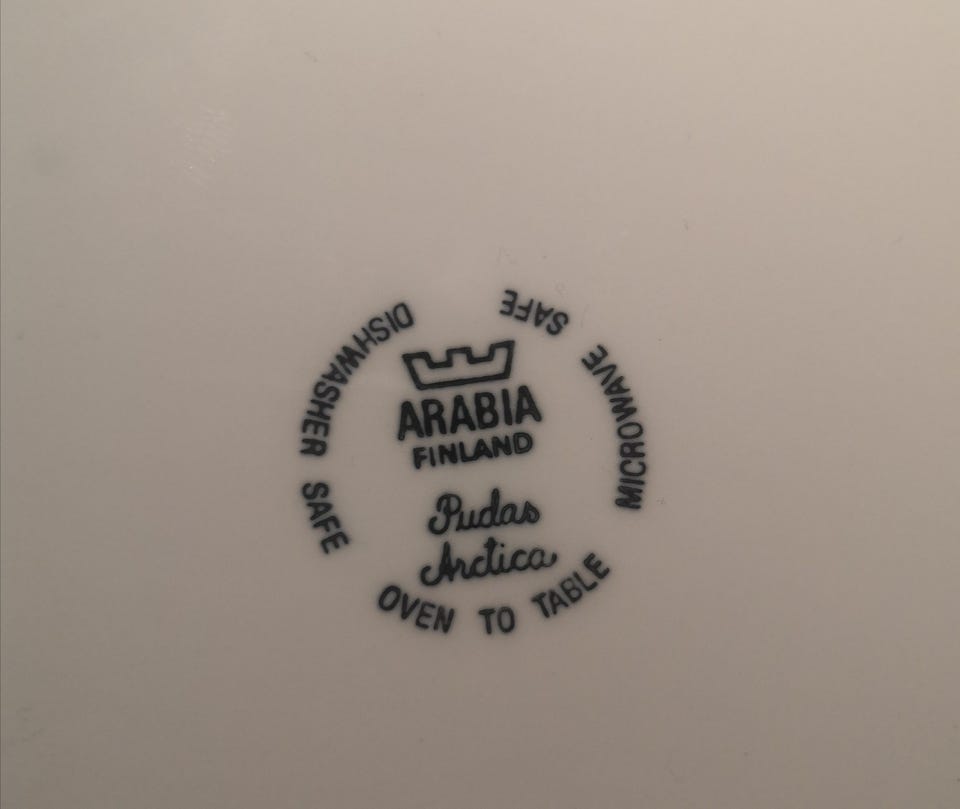 ARABIA
FINLAND
Pudas
Arctica
DISHWASHER SAFE
OVEN TO TABLE
MICROWAVE SAFE